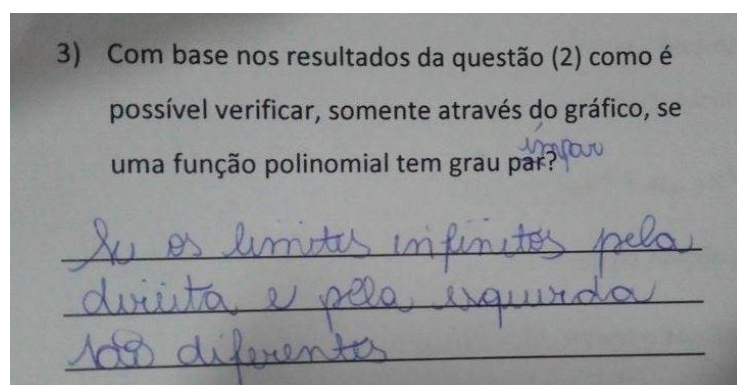 3) Com base nos resultados da questão (2) como é
possível verificar, somente através do gráfico, se
ímpar
uma função polinomial tem grau par?
Se os limites infinitos pela
direita e pela esquerda
são diferentes